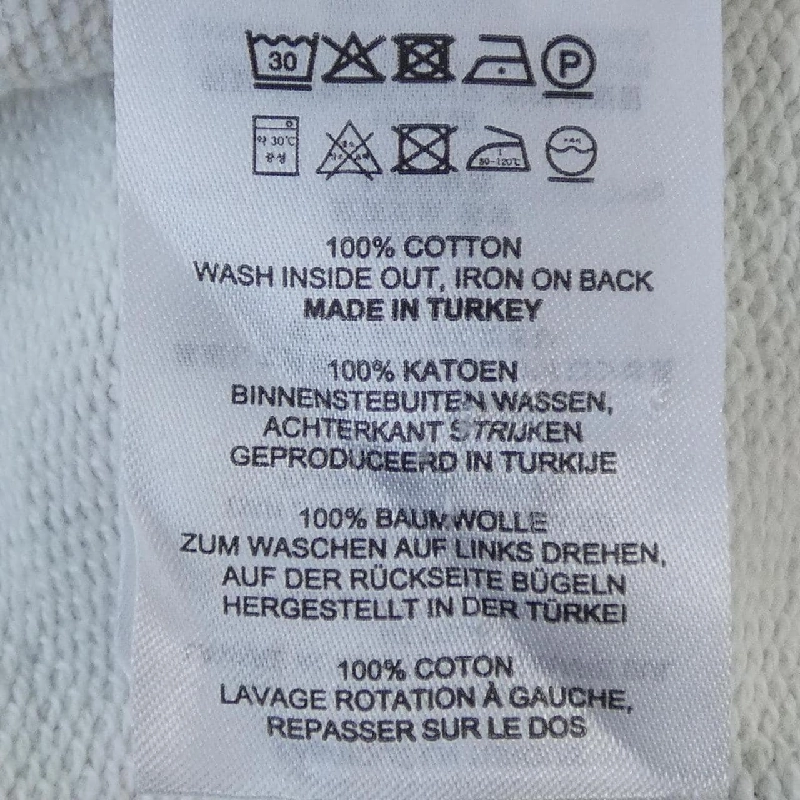 30
P
약 30℃
중성
80-120℃
100% COTTON
WASH INSIDE OUT, IRON ON BACK
MADE IN TURKEY
100% KATOEN
BINNENSTEBUITEN WASSEN,
ACHTERKANT STRIJKEN
GEPRODUCEERD IN TURKIJE
100% BAUMWOLLE
ZUM WASCHEN AUF LINKS DREHEN,
AUF DER RÜCKSEITE BÜGELN
HERGESTELLT IN DER TÜRKEI
100% COTON
LAVAGE ROTATION À GAUCHE,
REPASSER SUR LE DOS